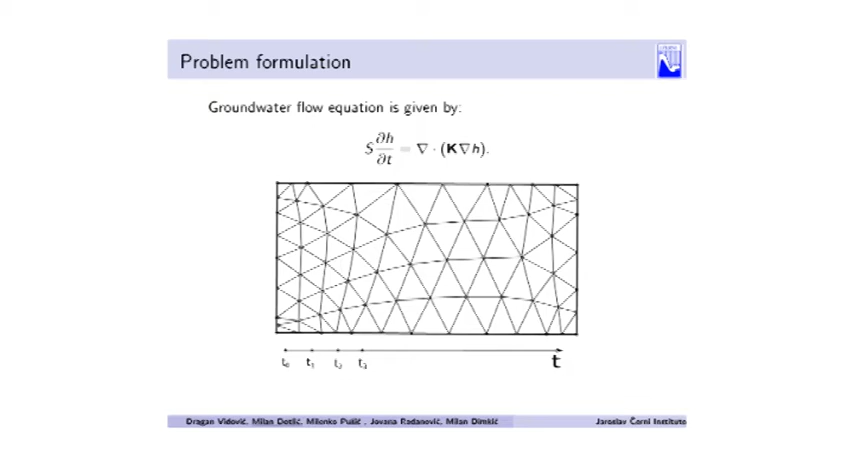 Problem formulation
Groundwater flow equation is given by:
S ∂h/∂t = ∇ · (K∇h).
t₀ t₁ t₂ t₃ t
Dragan Vidović, Milan Dotlić, Milenko Pušić , Jovana Radanović, Milan Dimkić Jaroslav Černi Institute